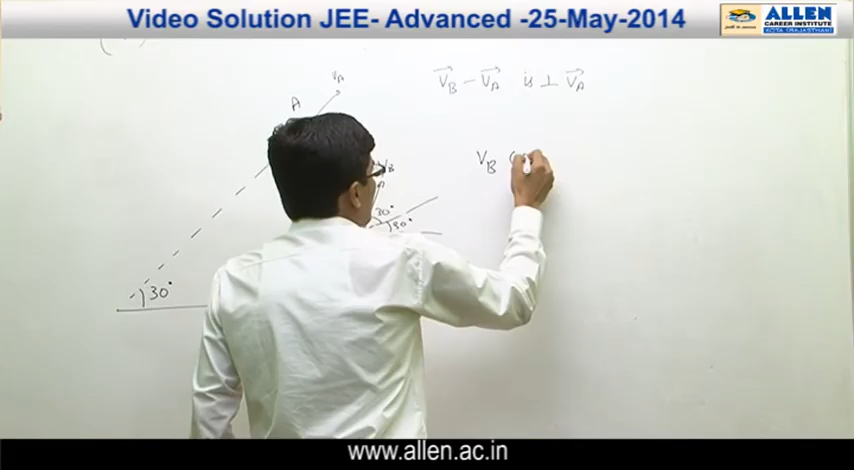 Video Solution JEE- Advanced -25-May-2014
ALLEN
CAREER INSTITUTE
KOTA (RAJASTHAN)
V_A
A
V_B - V_A is ⊥ V_A
V_B
V_B
30°
30°
30°
www.allen.ac.in